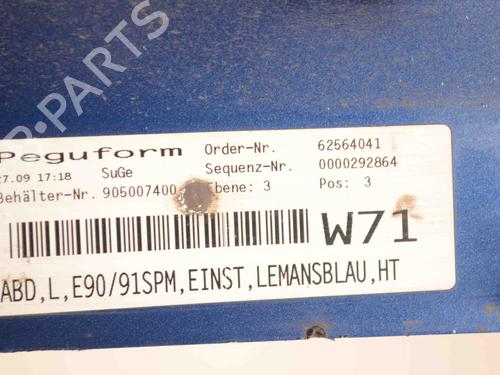 B-PARTS
Peguform
Order-Nr. 62564041
27.09 17:18 SuGe Sequenz-Nr. 0000292864
Behälter-Nr. 905007400 Ebene: 3 Pos: 3
W71
ABD,L,E90/91SPM,EINST,LEMANSBLAU,HT